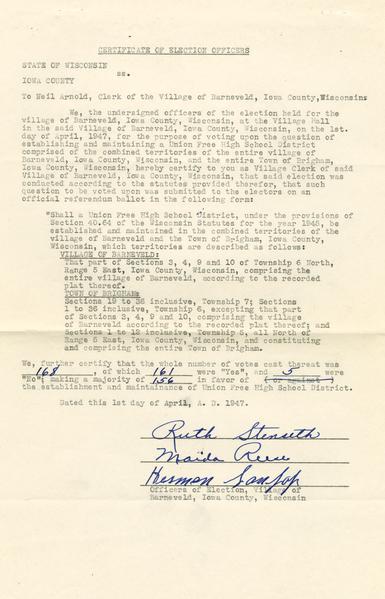 CERTIFICATE OF ELECTION OFFICERS
STATE OF WISCONSIN
ss.
IOWA COUNTY
To Neil Arnold, Clerk of the Village of Barneveld, Iowa County, Wisconsin:
We, the undersigned officers of the election held for the
village of Barneveld, Iowa County, Wisconsin, at the Village Hall
in the said Village of Barneveld, Iowa County, Wisconsin, on the 1st.
day of April, 1947, for the purpose of voting upon the question of
establishing and maintaining a Union Free High School District
comprised of the combined territories of the entire village of
Barneveld, Iowa County, Wisconsin, and the entire Town of Brigham,
Iowa County, Wisconsin, hereby certify to you as Village Clerk of said
Village of Barneveld, Iowa County, Wisconsin, that said election was
conducted according to the statutes provided therefor, that such
question to be voted upon was submitted to the electors on an
official referendum ballot in the following form:
"Shall a Union Free High School District, under the provisions of
Section 40.64 of the Wisconsin Statutes for the year 1945, be
established and maintained in the combined territories of the
village of Barneveld and the Town of Brigham, Iowa County,
Wisconsin, which territories are described as follows:
VILLAGE OF BARNEVELD:
That part of Sections 3, 4, 9 and 10 of Township 6 North,
Range 5 East, Iowa County, Wisconsin, comprising the
entire village of Barneveld, according to the recorded
plat thereof.
TOWN OF BRIGHAM:
Sections 19 to 36 inclusive, Township 7; Sections
1 to 36 inclusive, Township 6, excepting that part
of Sections 3, 4, 9 and 10, comprising the village
of Barneveld according to the recorded plat thereof; and
Sections 1 to 12 inclusive, Township 5, all North of
Range 5 East, Iowa County, Wisconsin, and constituting
and comprising the entire Town of Brigham.
We, further certify that the whole number of votes cast thereat was
168, of which 161 were "Yes", and 5 were
"No"; making a majority of 156 in favor of (or against)
the establishment and maintenance of Union Free High School District.
Dated this 1st day of April, A. D. 1947.
Ruth Stenseth
Maida Reese
Herman
Officers of Election, Village of
Barneveld, Iowa County, Wisconsin